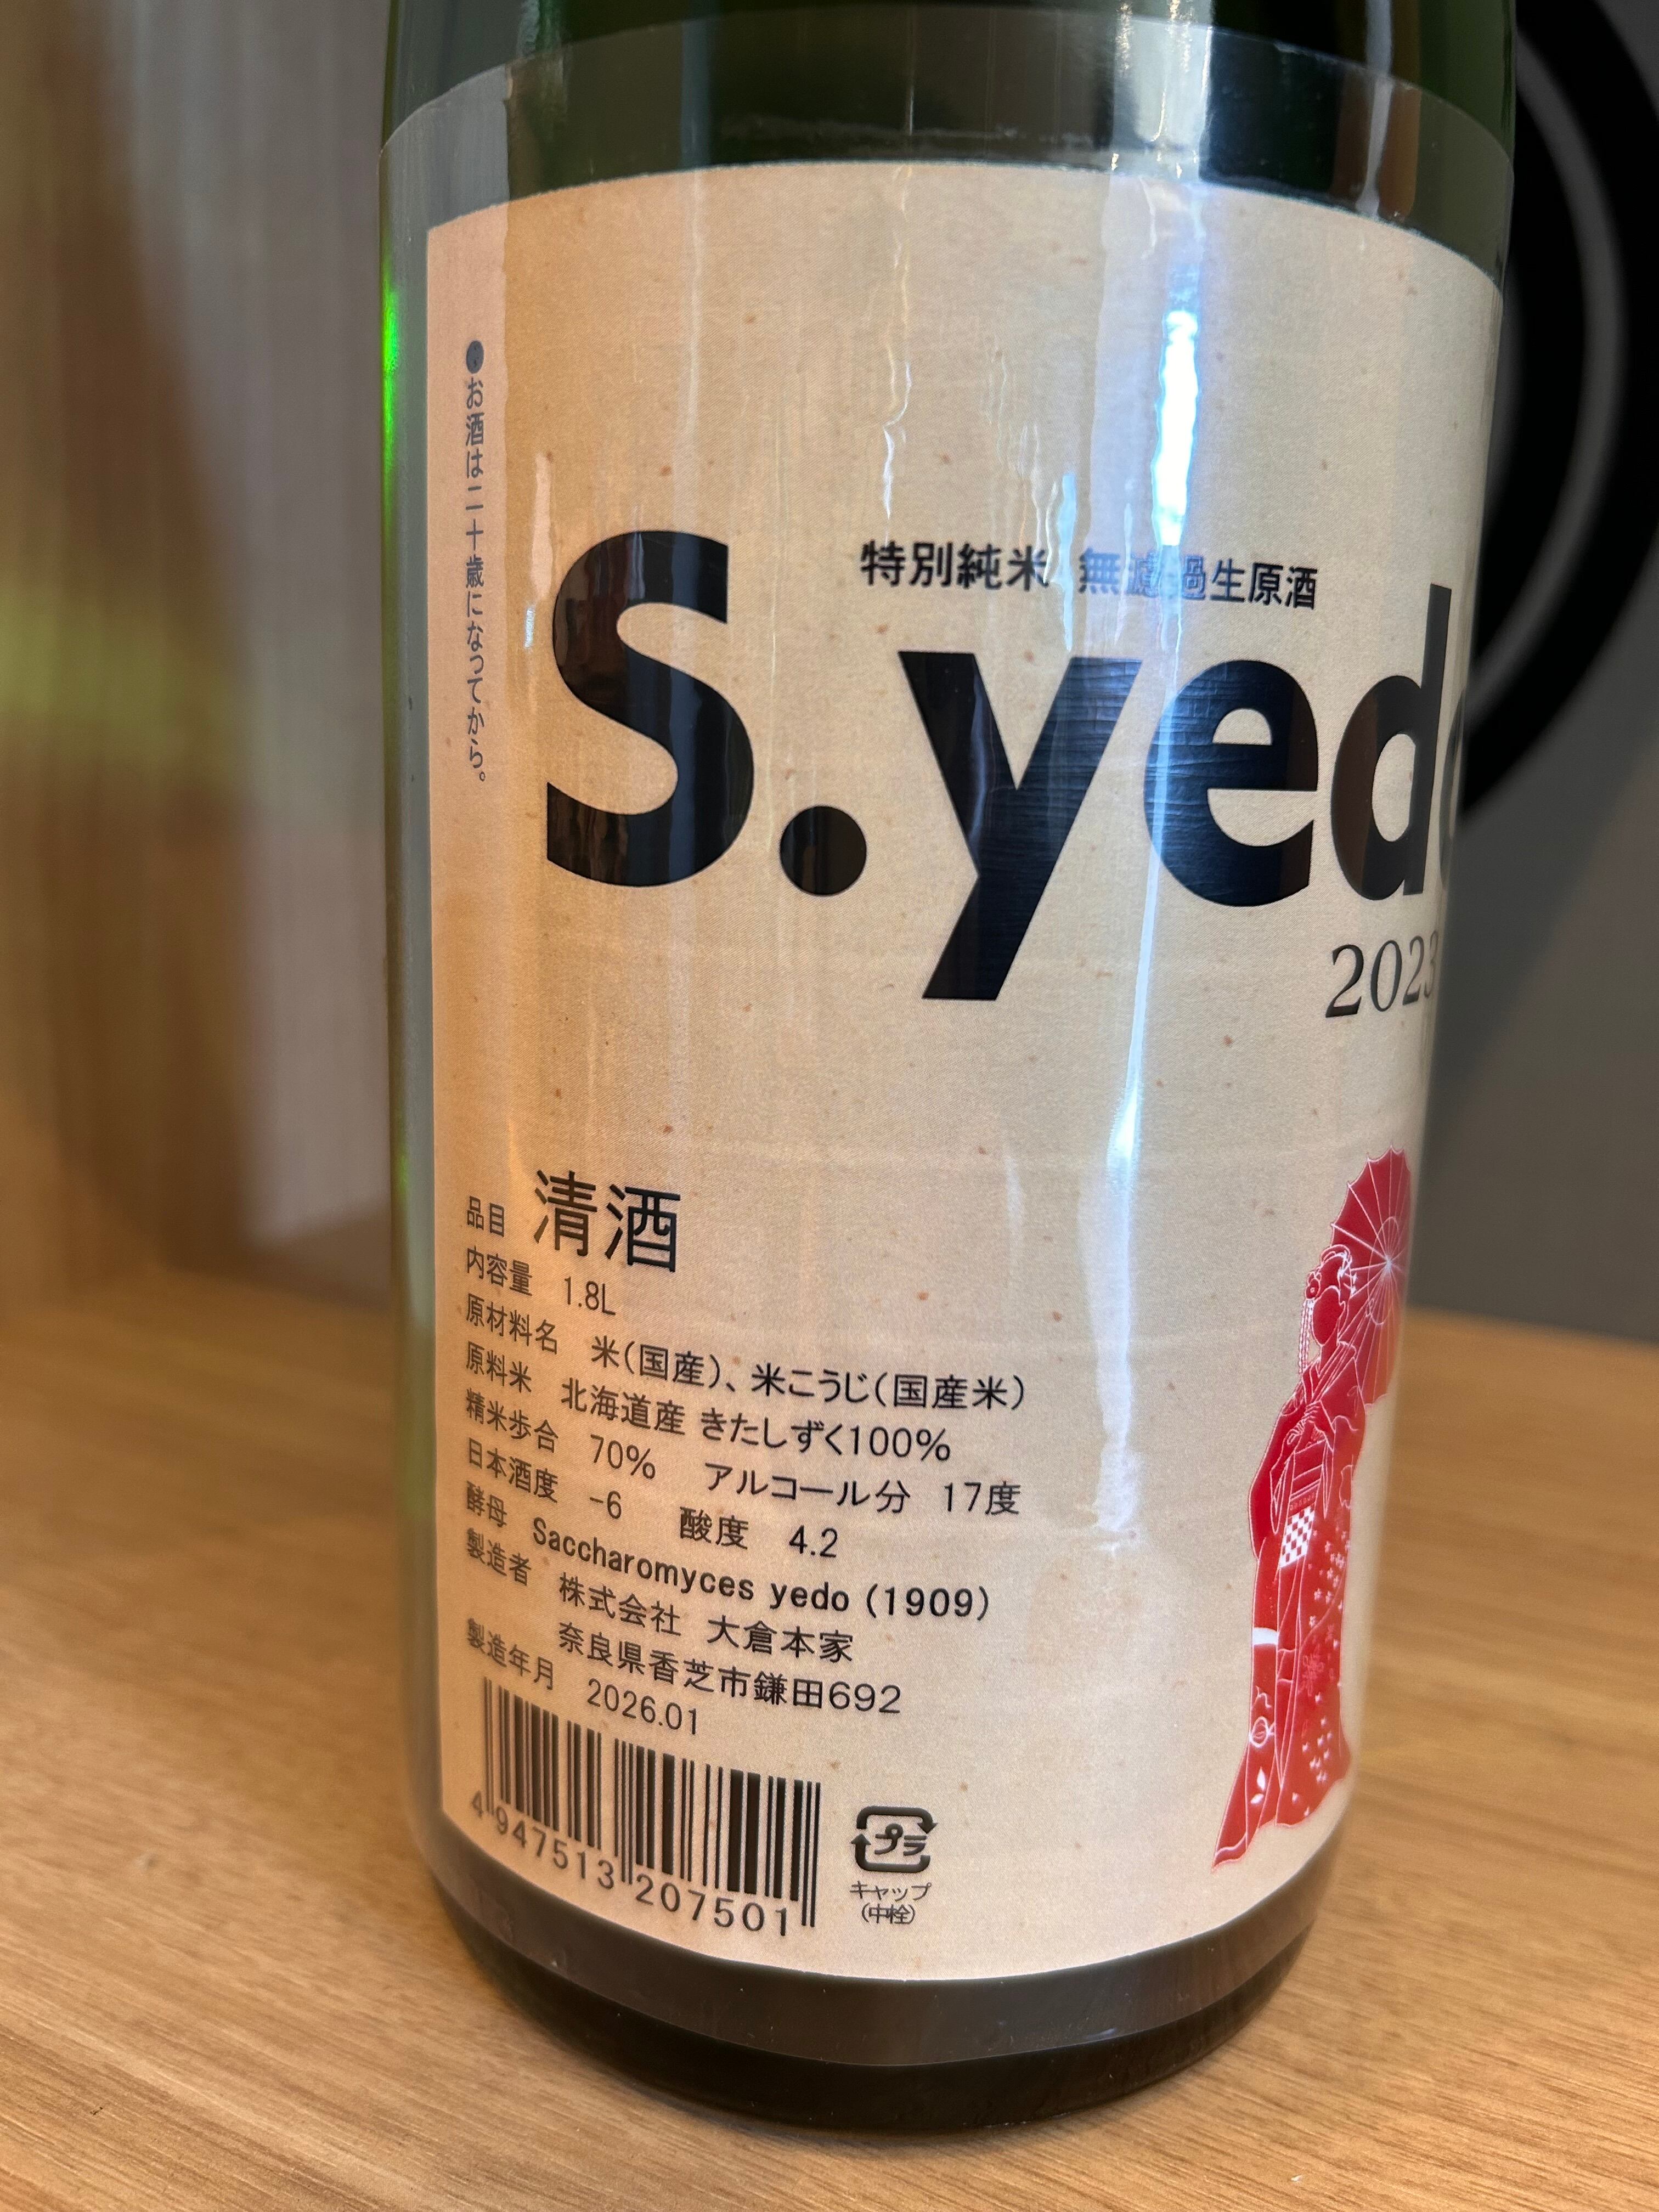 ●お酒は二十歳になってから。
特別純米 無濾過生原酒
S.yedo
2023
品目 清酒
内容量 1.8L
原材料名 米(国産)、米こうじ(国産米)
原料米 北海道産 きたしずく100%
精米歩合 70% アルコール分 17度
日本酒度 -6 酸度 4.2
酵母 Saccharomyces yedo (1909)
製造者 株式会社 大倉本家
奈良県香芝市鎌田692
製造年月 2026.01
4 947513 207501
プラ
キャップ
(中栓)